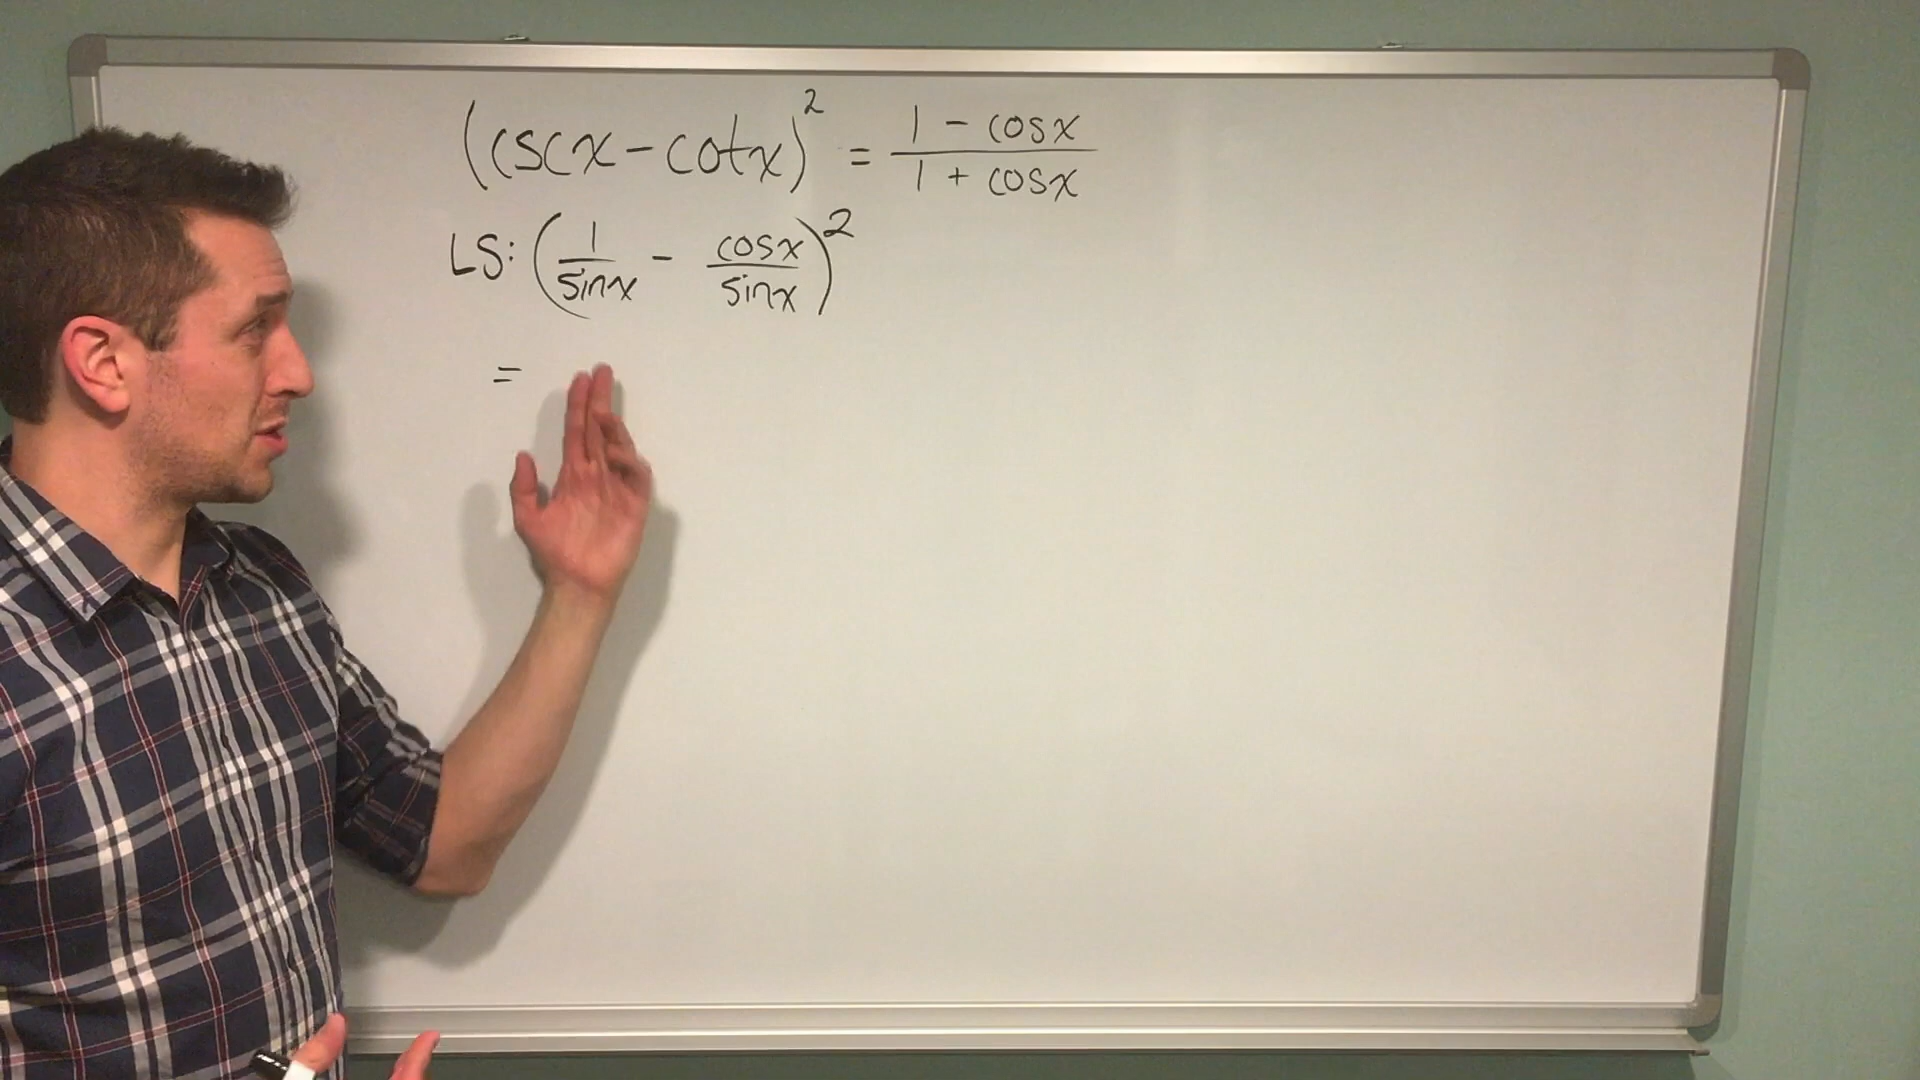 (cscx - cotx)² = (1 - cosx)/(1 + cosx)
LS: (1/sinx - cosx/sinx)²
=